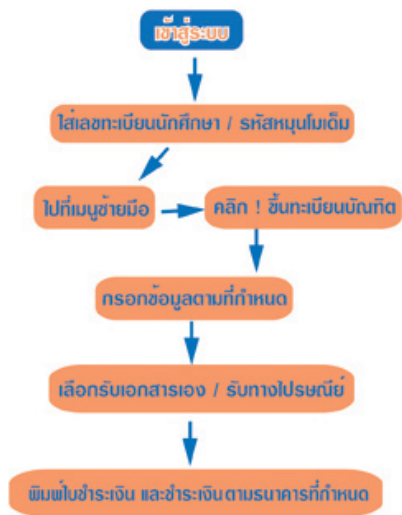 เข้าสู่ระบบ
ใส่เลขทะเบียนนักศึกษา / รหัสหมุนโมเด็ม
ไปที่เมนูซ้ายมือ
คลิก ! ขึ้นทะเบียนบัณฑิต
กรอกข้อมูลตามที่กำหนด
เลือกรับเอกสารเอง / รับทางไปรษณีย์
พิมพ์ใบชำระเงิน และชำระเงินตามธนาคารที่กำหนด